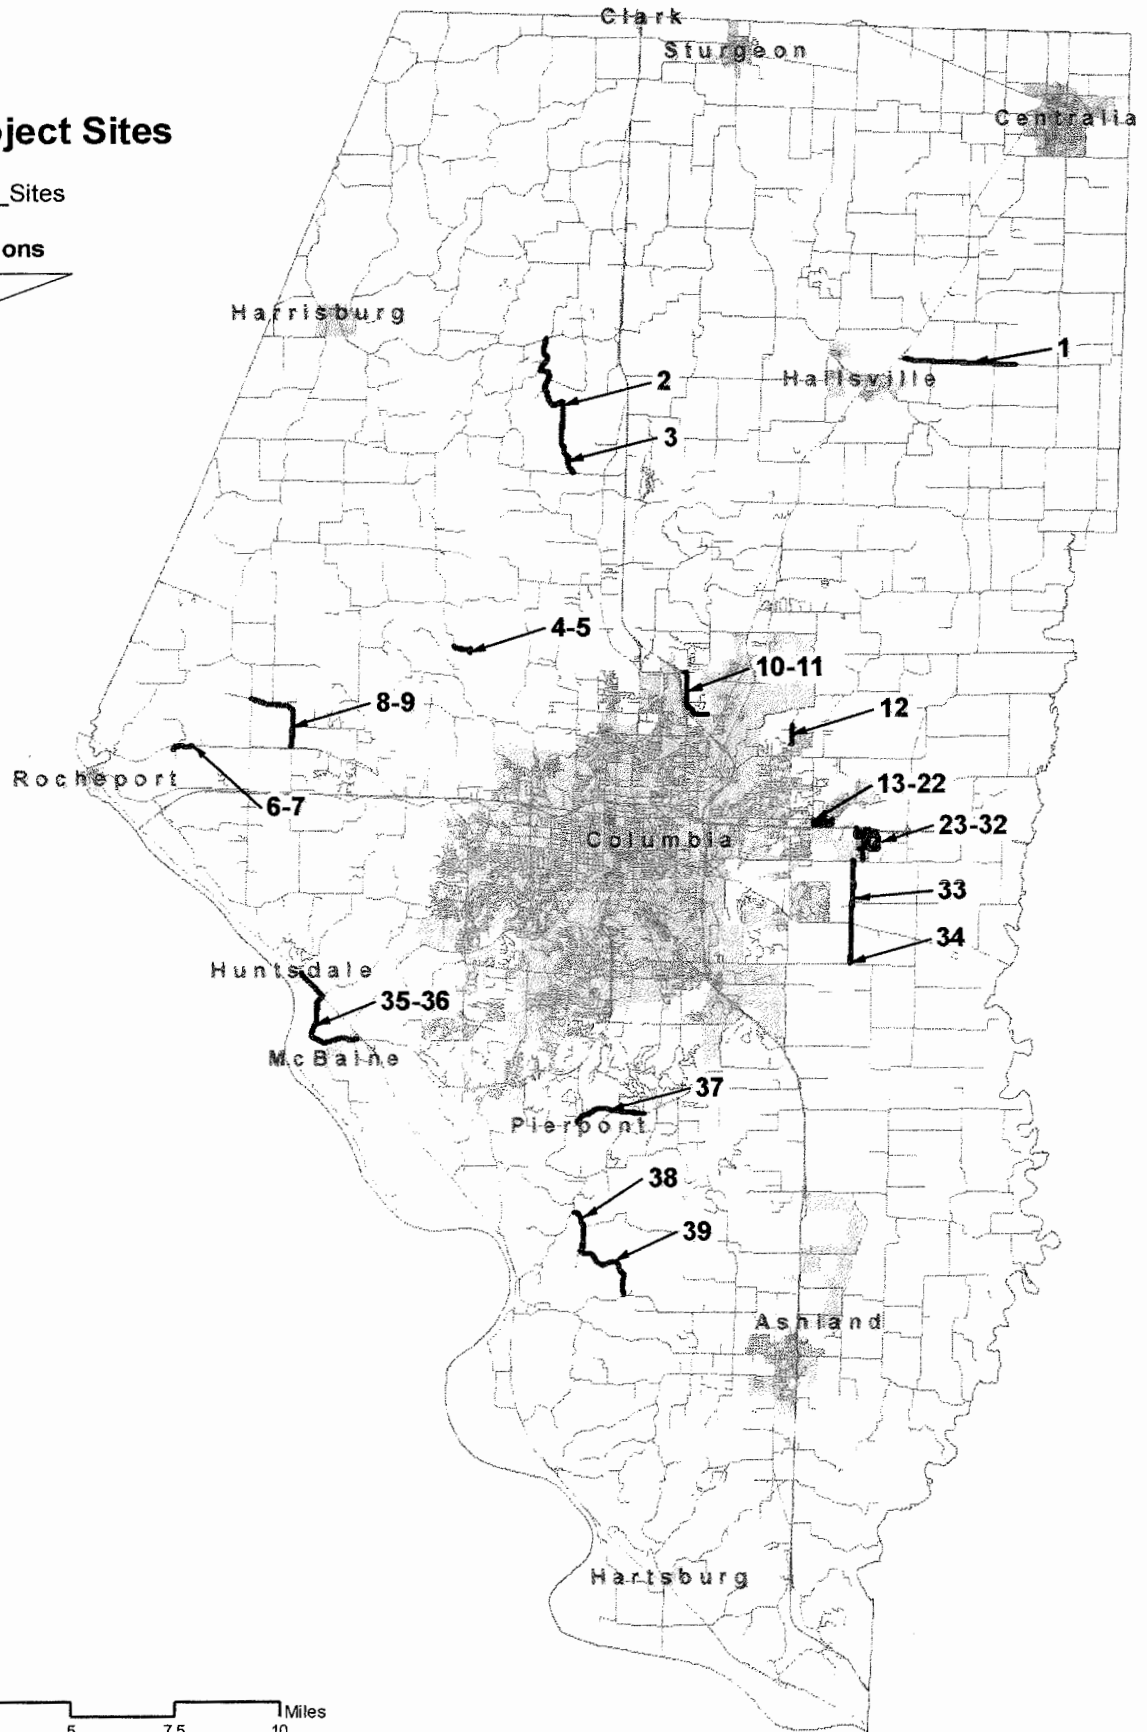 Clark
Sturgeon
Centralia
ject Sites
_Sites
ons
Harrisburg
1
Hallsville
2
3
4-5
10-11
8-9
12
Rocheport
6-7
13-22
23-32
Columbia
33
34
Huntsdale
35-36
McBaine
37
Pierpont
38
39
Ashland
Hartsburg
Miles
5 7.5 10